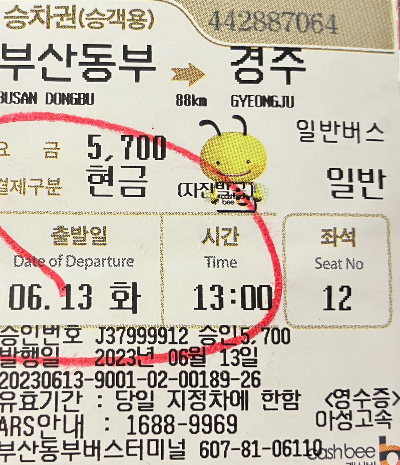 승차권(승객용) 442887064
부산동부 경주
BUSAN DONGBU 88km GYEONGJU
요 금 5,700 일반버스
결제구분 현금 일반
출발일 시간 좌석
Date of Departure Time Seat No
06.13 화 13:00 12
승인번호 J37999912 승인5,700
발행일 2023년 06월 13일
20230613-9001-02-00189-26
유효기간 : 당일 지정차에 한함 <영수증>
ARS안내 : 1688-9969 아성고속
부산동부버스터미널 607-81-06110
cashbee